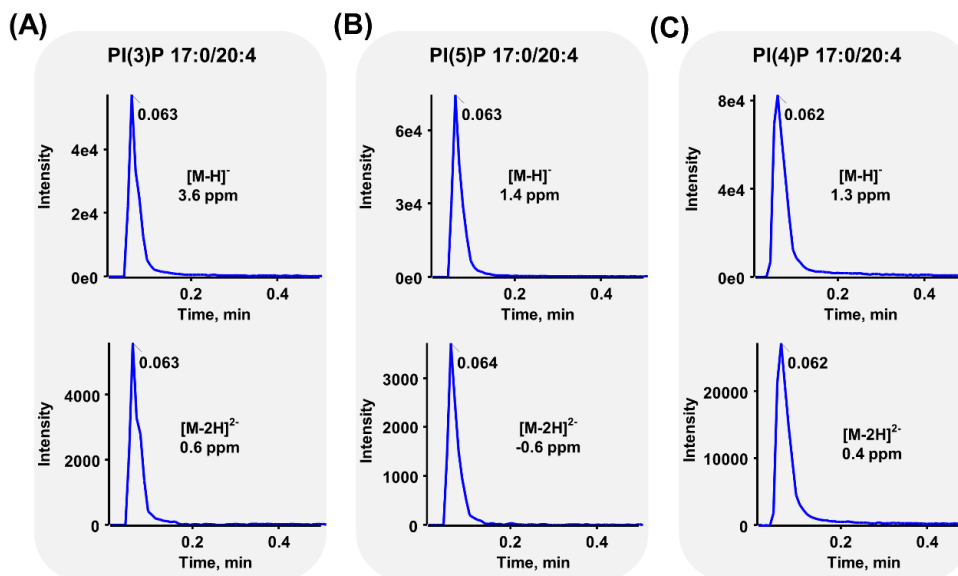 (A)
PI(3)P 17:0/20:4
Intensity
4e4
2e4
0e0
0.063
[M-H]⁻
3.6 ppm
0.2
0.4
Time, min
Intensity
4000
2000
0
0.063
[M-2H]²⁻
0.6 ppm
0.2
0.4
Time, min
(B)
PI(5)P 17:0/20:4
Intensity
6e4
3e4
0e0
0.063
[M-H]⁻
1.4 ppm
0.2
0.4
Time, min
Intensity
3000
2000
1000
0
0.064
[M-2H]²⁻
-0.6 ppm
0.2
0.4
Time, min
(C)
PI(4)P 17:0/20:4
Intensity
8e4
4e4
0e0
0.062
[M-H]⁻
1.3 ppm
0.2
0.4
Time, min
Intensity
20000
10000
0
0.062
[M-2H]²⁻
0.4 ppm
0.2
0.4
Time, min